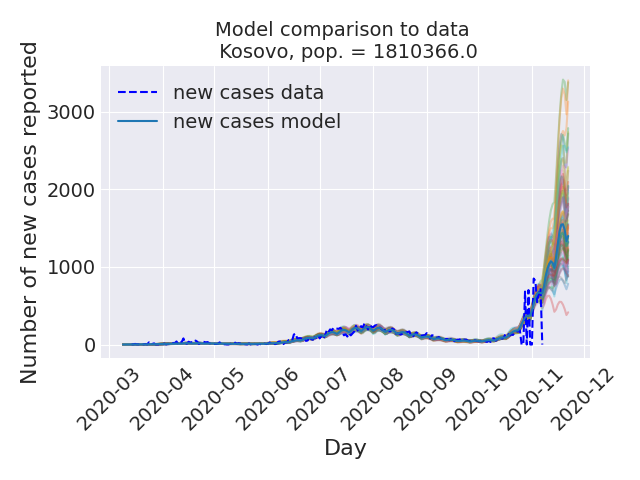 Model comparison to data
Kosovo, pop. = 1810366.0
Number of new cases reported
3000
2000
1000
0
new cases data
new cases model
2020-03
2020-04
2020-05
2020-06
2020-07
2020-08
2020-09
2020-10
2020-11
2020-12
Day